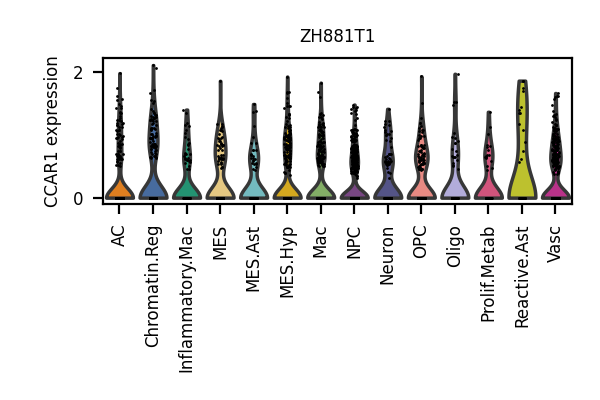 ZH881T1
CCAR1 expression
2
0
AC
Chromatin.Reg
Inflammatory.Mac
MES
MES.Ast
MES.Hyp
Mac
NPC
Neuron
OPC
Oligo
Prolif.Metab
Reactive.Ast
Vasc